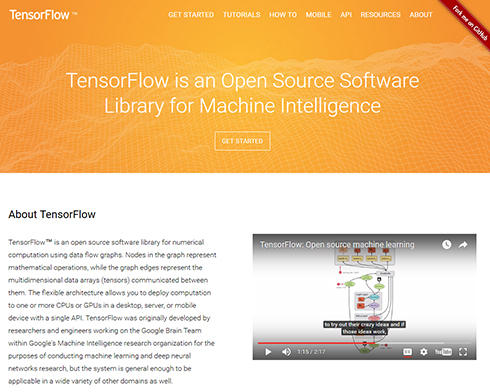 TensorFlow ™
GET STARTED TUTORIALS HOW TO MOBILE API RESOURCES ABOUT
Fork me on GitHub
TensorFlow is an Open Source Software
Library for Machine Intelligence
GET STARTED
About TensorFlow
TensorFlow™ is an open source software library for numerical
computation using data flow graphs. Nodes in the graph represent
mathematical operations, while the graph edges represent the
multidimensional data arrays (tensors) communicated between
them. The flexible architecture allows you to deploy computation
to one or more CPUs or GPUs in a desktop, server, or mobile
device with a single API. TensorFlow was originally developed by
researchers and engineers working on the Google Brain Team
within Google's Machine Intelligence research organization for the
purposes of conducting machine learning and deep neural
networks research, but the system is general enough to be
applicable in a wide variety of other domains as well.
TensorFlow: Open source machine learning
to try out their crazy ideas and if
those ideas work,
1:15 / 2:17
YouTube